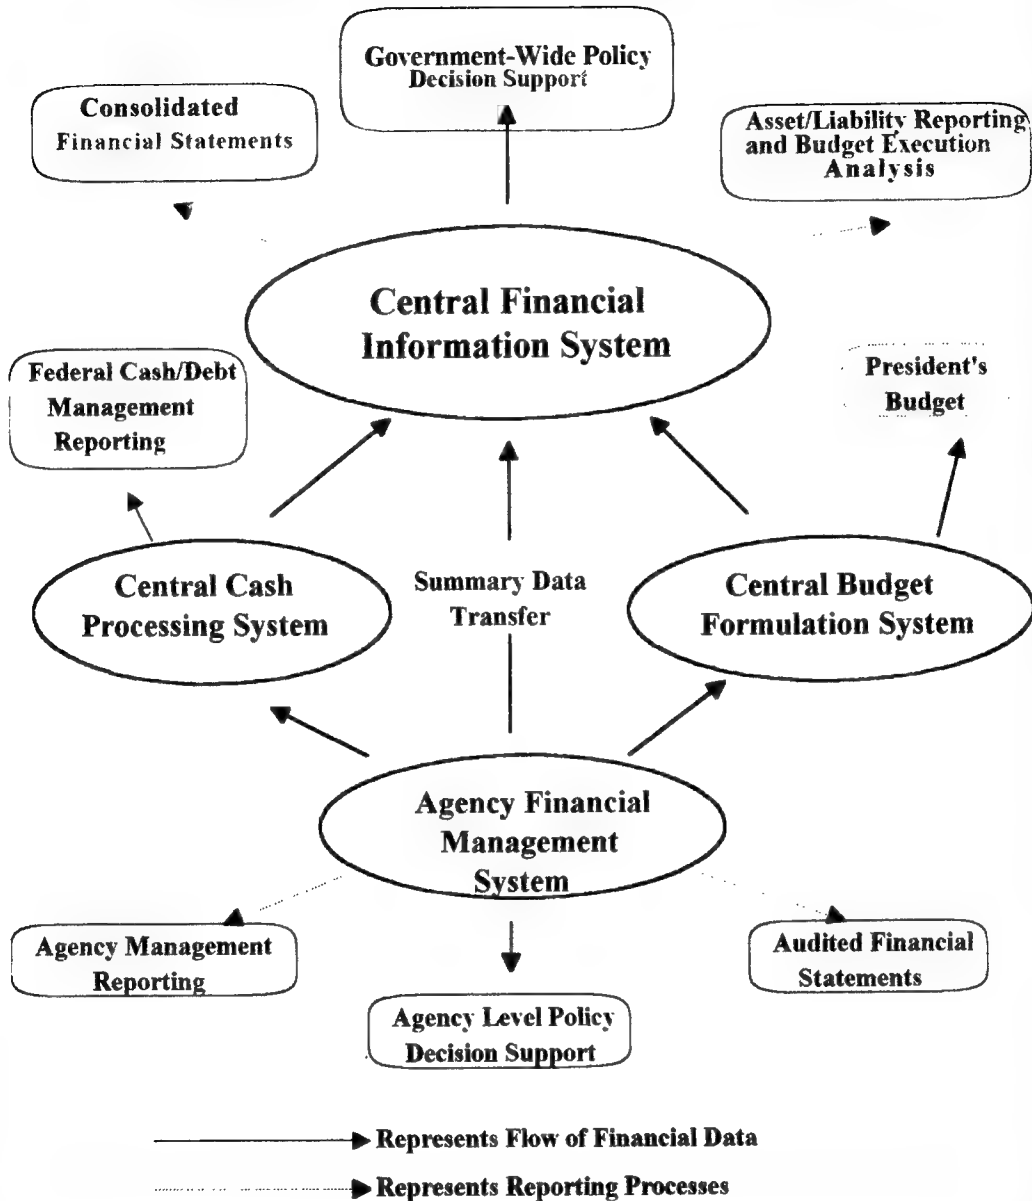 Government-Wide Policy
Decision Support
Consolidated
Financial Statements
Asset/Liability Reporting
and Budget Execution
Analysis
Central Financial
Information System
Federal Cash/Debt
Management
Reporting
President's
Budget
Central Cash
Processing System
Summary Data
Transfer
Central Budget
Formulation System
Agency Financial
Management
System
Agency Management
Reporting
Audited Financial
Statements
Agency Level Policy
Decision Support
Represents Flow of Financial Data
Represents Reporting Processes